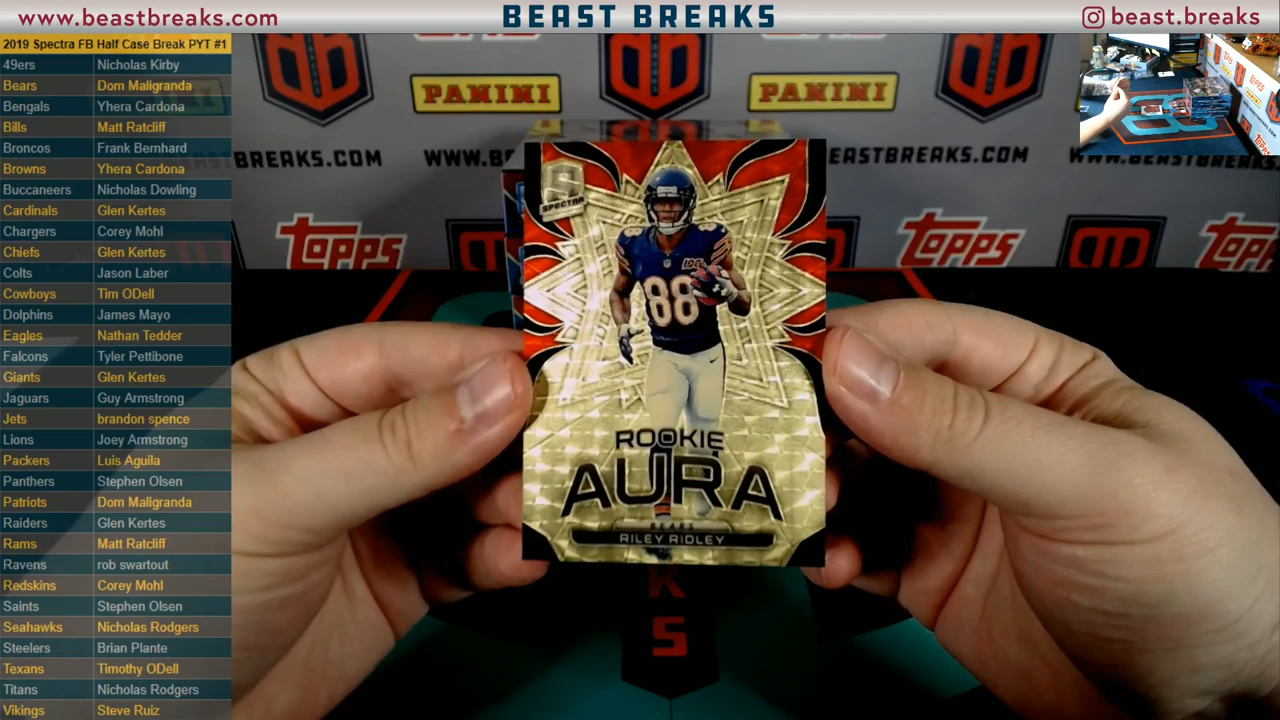 www.beastbreaks.com
BEAST BREAKS
beast.breaks
2019 Spectra FB Half Case Break PYT #1
49ers Nicholas Kirby
Bears Dom Maligranda
Bengals Yhera Cardona
Bills Matt Ratcliff
Broncos Frank Bernhard
Browns Yhera Cardona
Buccaneers Nicholas Dowling
Cardinals Glen Kertes
Chargers Corey Mohl
Chiefs Glen Kertes
Colts Jason Laber
Cowboys Tim ODell
Dolphins James Mayo
Eagles Nathan Tedder
Falcons Tyler Pettibone
Giants Glen Kertes
Jaguars Guy Armstrong
Jets brandon spence
Lions Joey Armstrong
Packers Luis Aguila
Panthers Stephen Olsen
Patriots Dom Maligranda
Raiders Glen Kertes
Rams Matt Ratcliff
Ravens rob swartout
Redskins Corey Mohl
Saints Stephen Olsen
Seahawks Nicholas Rodgers
Steelers Brian Plante
Texans Timothy ODell
Titans Nicholas Rodgers
Vikings Steve Ruiz
PANINI
PANINI
BREAKS.COM
WWW.B
EASTBREAKS.COM
WWW.BEASTBREAKS
topps
topps
topps
SPECTRA
88
100
88
ROOKIE
AURA
BEARS
RILEY RIDLEY
K
S